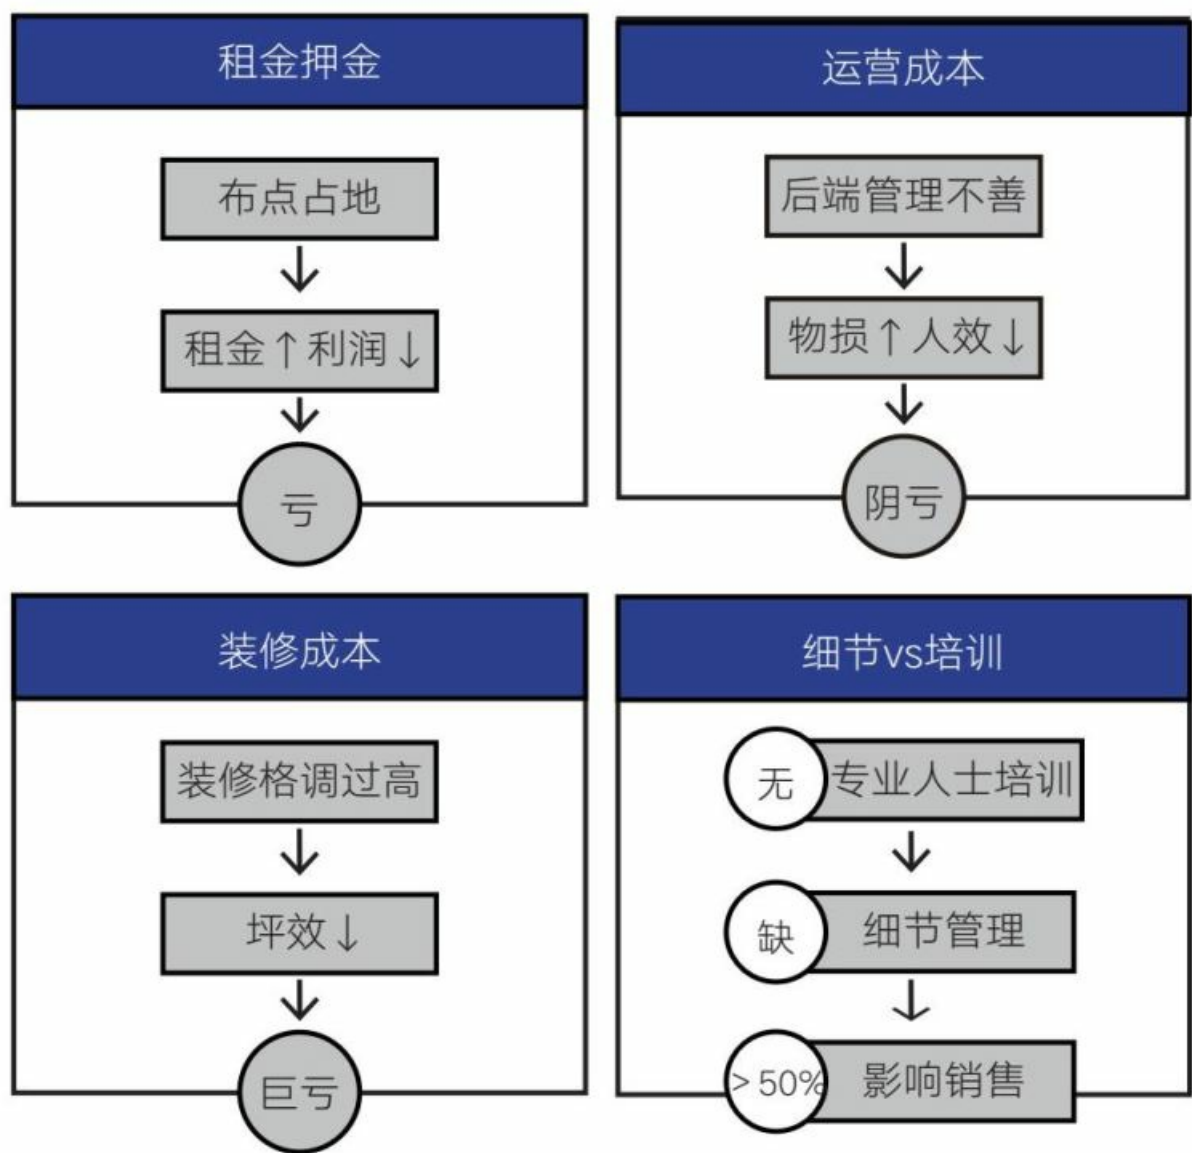 租金押金
布点占地
租金↑利润↓
亏
运营成本
后端管理不善
物损↑人效↓
阴亏
装修成本
装修格调过高
坪效↓
巨亏
细节vs培训
无 专业人士培训
缺 细节管理
>50% 影响销售